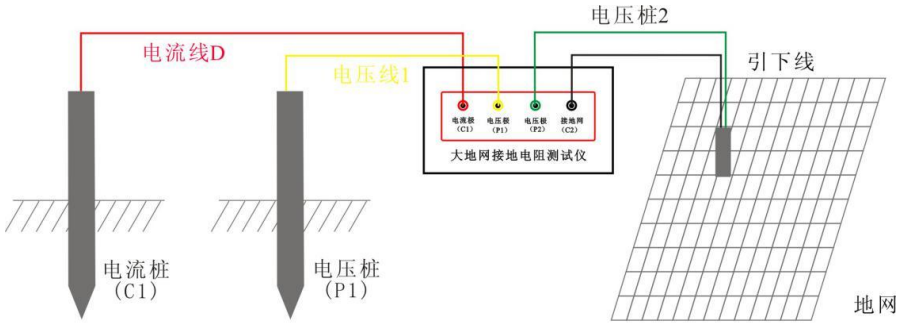 电压桩2
电流线D
电压线1
引下线
电流极
(C1)
电压极
(P1)
电压极
(P2)
接地网
(C2)
大地网接地电阻测试仪
电流桩
(C1)
电压桩
(P1)
地网